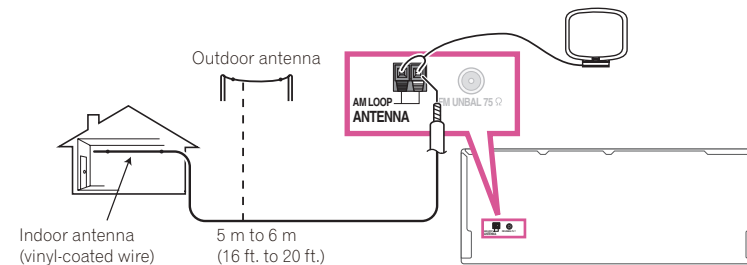 Outdoor antenna
AM LOOP
FM UNBAL 75 Ω
ANTENNA
Indoor antenna
(vinyl-coated wire)
5 m to 6 m
(16 ft. to 20 ft.)